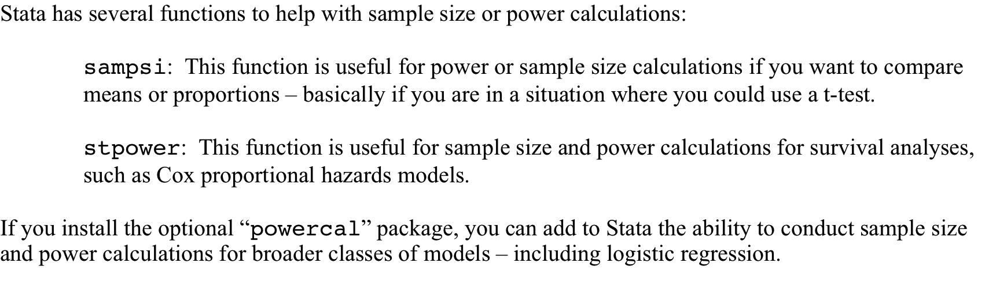 Stata has several functions to help with sample size or power calculations:
sampsi: This function is useful for power or sample size calculations if you want to compare
means or proportions – basically if you are in a situation where you could use a t-test.
stpower: This function is useful for sample size and power calculations for survival analyses,
such as Cox proportional hazards models.
If you install the optional “powercal” package, you can add to Stata the ability to conduct sample size
and power calculations for broader classes of models – including logistic regression.